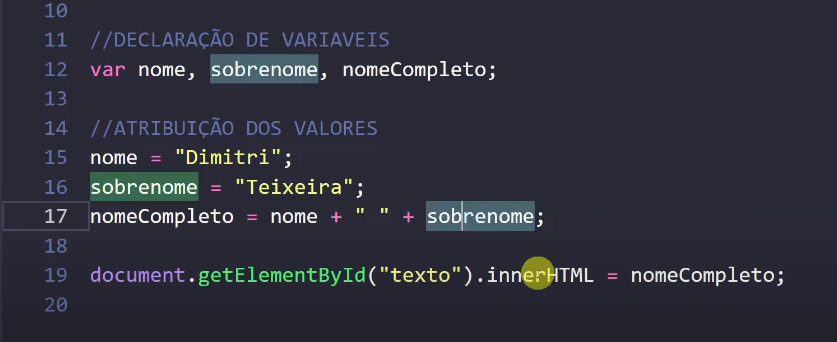 10
11 //DECLARAÇÃO DE VARIAVEIS
12 var nome, sobrenome, nomeCompleto;
13
14 //ATRIBUIÇÃO DOS VALORES
15 nome = "Dimitri";
16 sobrenome = "Teixeira";
17 nomeCompleto = nome + " " + sobrenome;
18
19 document.getElementById("texto").innerHTML = nomeCompleto;
20